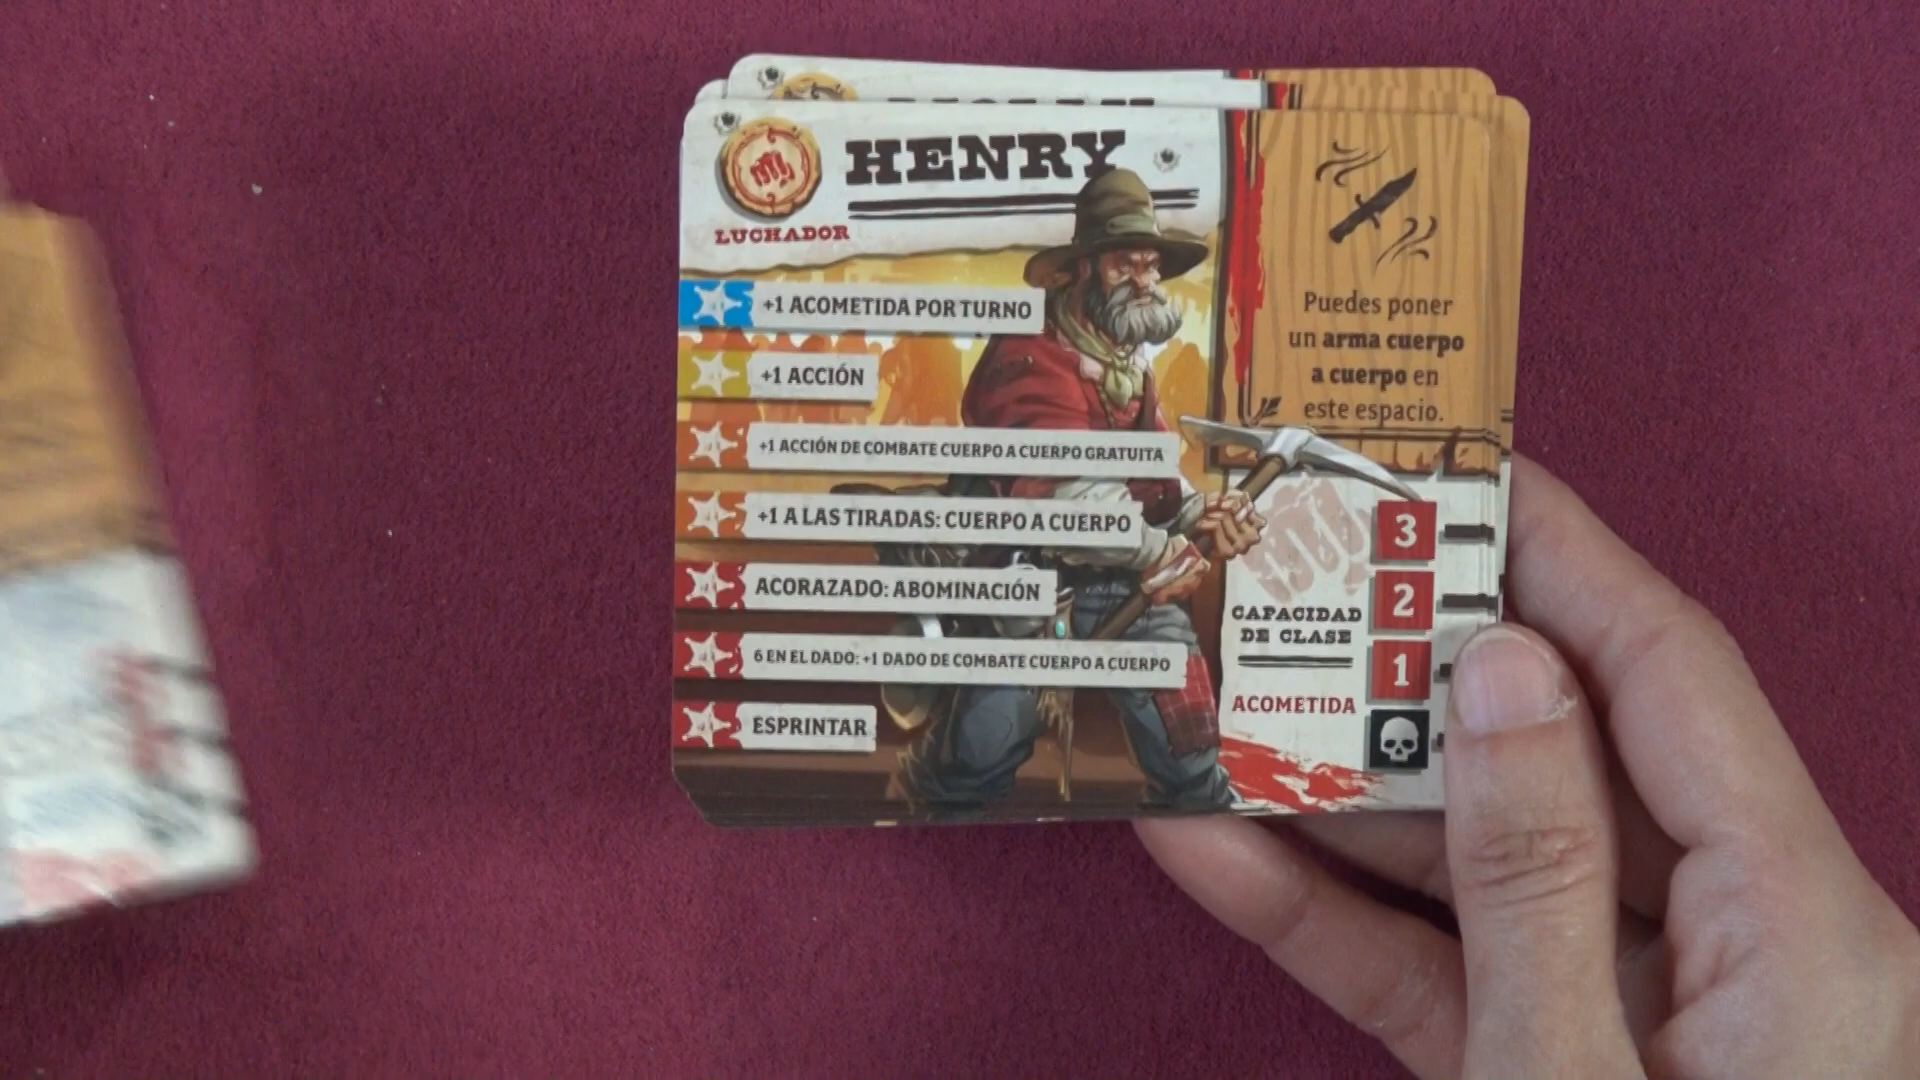 HENRY
LUCHADOR
+1 ACOMETIDA POR TURNO
+1 ACCIÓN
+1 ACCIÓN DE COMBATE CUERPO A CUERPO GRATUITA
+1 A LAS TIRADAS: CUERPO A CUERPO
ACORAZADO: ABOMINACIÓN
6 EN EL DADO: +1 DADO DE COMBATE CUERPO A CUERPO
ESPRINTAR
Puedes poner
un arma cuerpo
a cuerpo en
este espacio.
3
2
1
CAPACIDAD
DE CLASE
ACOMETIDA